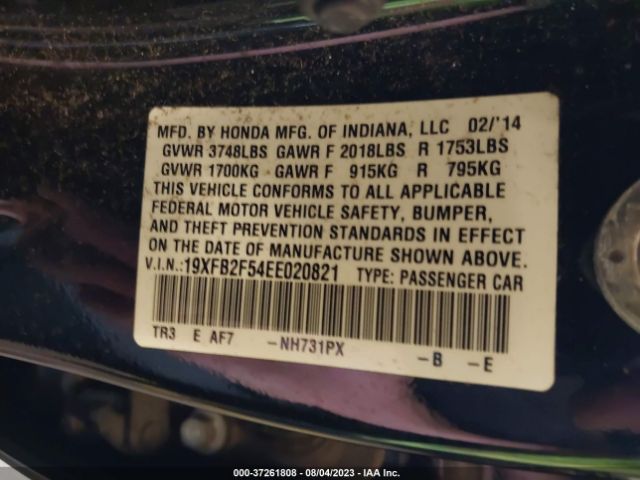 MFD. BY HONDA MFG. OF INDIANA, LLC 02/'14
GVWR 3748LBS GAWR F 2018LBS R 1753LBS
GVWR 1700KG GAWR F 915KG R 795KG
THIS VEHICLE CONFORMS TO ALL APPLICABLE
FEDERAL MOTOR VEHICLE SAFETY, BUMPER,
AND THEFT PREVENTION STANDARDS IN EFFECT
ON THE DATE OF MANUFACTURE SHOWN ABOVE.
V.I.N.:19XFB2F54EE020821 TYPE: PASSENGER CAR
TR3 E AF7 -NH731PX -B -E
000-37261808 - 08/04/2023 - IAA Inc.